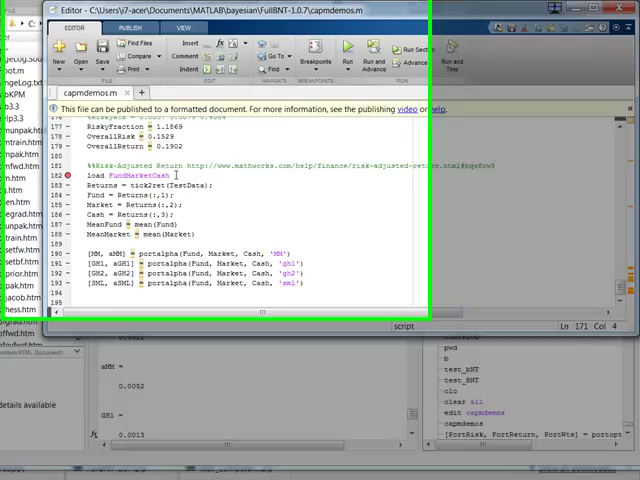 Editor - C:\Users\i7-acer\Documents\MATLAB\bayesian\FullBNT-1.0.7\capmdemos.m
EDITOR
PUBLISH
VIEW
New
Open
Save
Find Files
Compare
Print
Insert
Comment
Indent
Go To
Find
Breakpoints
Run
Run and
Advance
Run Section
Advance
Run and
Time
FILE
EDIT
NAVIGATE
BREAKPOINTS
RUN
capmdemos.m
This file can be published to a formatted document. For more information, see the publishing video or help.
177 RiskyFraction = 1.1869
178 OverallRisk = 0.1529
179 OverallReturn = 0.1902
180
181 %%Risk-Adjusted Return http://www.mathworks.com/help/finance/risk-adjusted-return.html#bqwfow5
182 load FundMarketCash
183 Returns = tick2ret(TestData);
184 Fund = Returns(:,1);
185 Market = Returns(:,2);
186 Cash = Returns(:,3);
187 MeanFund = mean(Fund)
188 MeanMarket = mean(Market)
189
190 [MM, aMM] = portalpha(Fund, Market, Cash, 'MM')
191 [GH1, aGH1] = portalpha(Fund, Market, Cash, 'gh1')
192 [GH2, aGH2] = portalpha(Fund, Market, Cash, 'gh2')
193 [SML, aSML] = portalpha(Fund, Market, Cash, 'sml')
194
195
script
Ln 171 Col 4
aMM =
0.0052
GH1 =
0.0013
details available
pwd
b
test_bNT
test_BNT
clc
clear all
edit capmdemos
capmdemos
[PortRisk, PortReturn, PortWts] = portopt